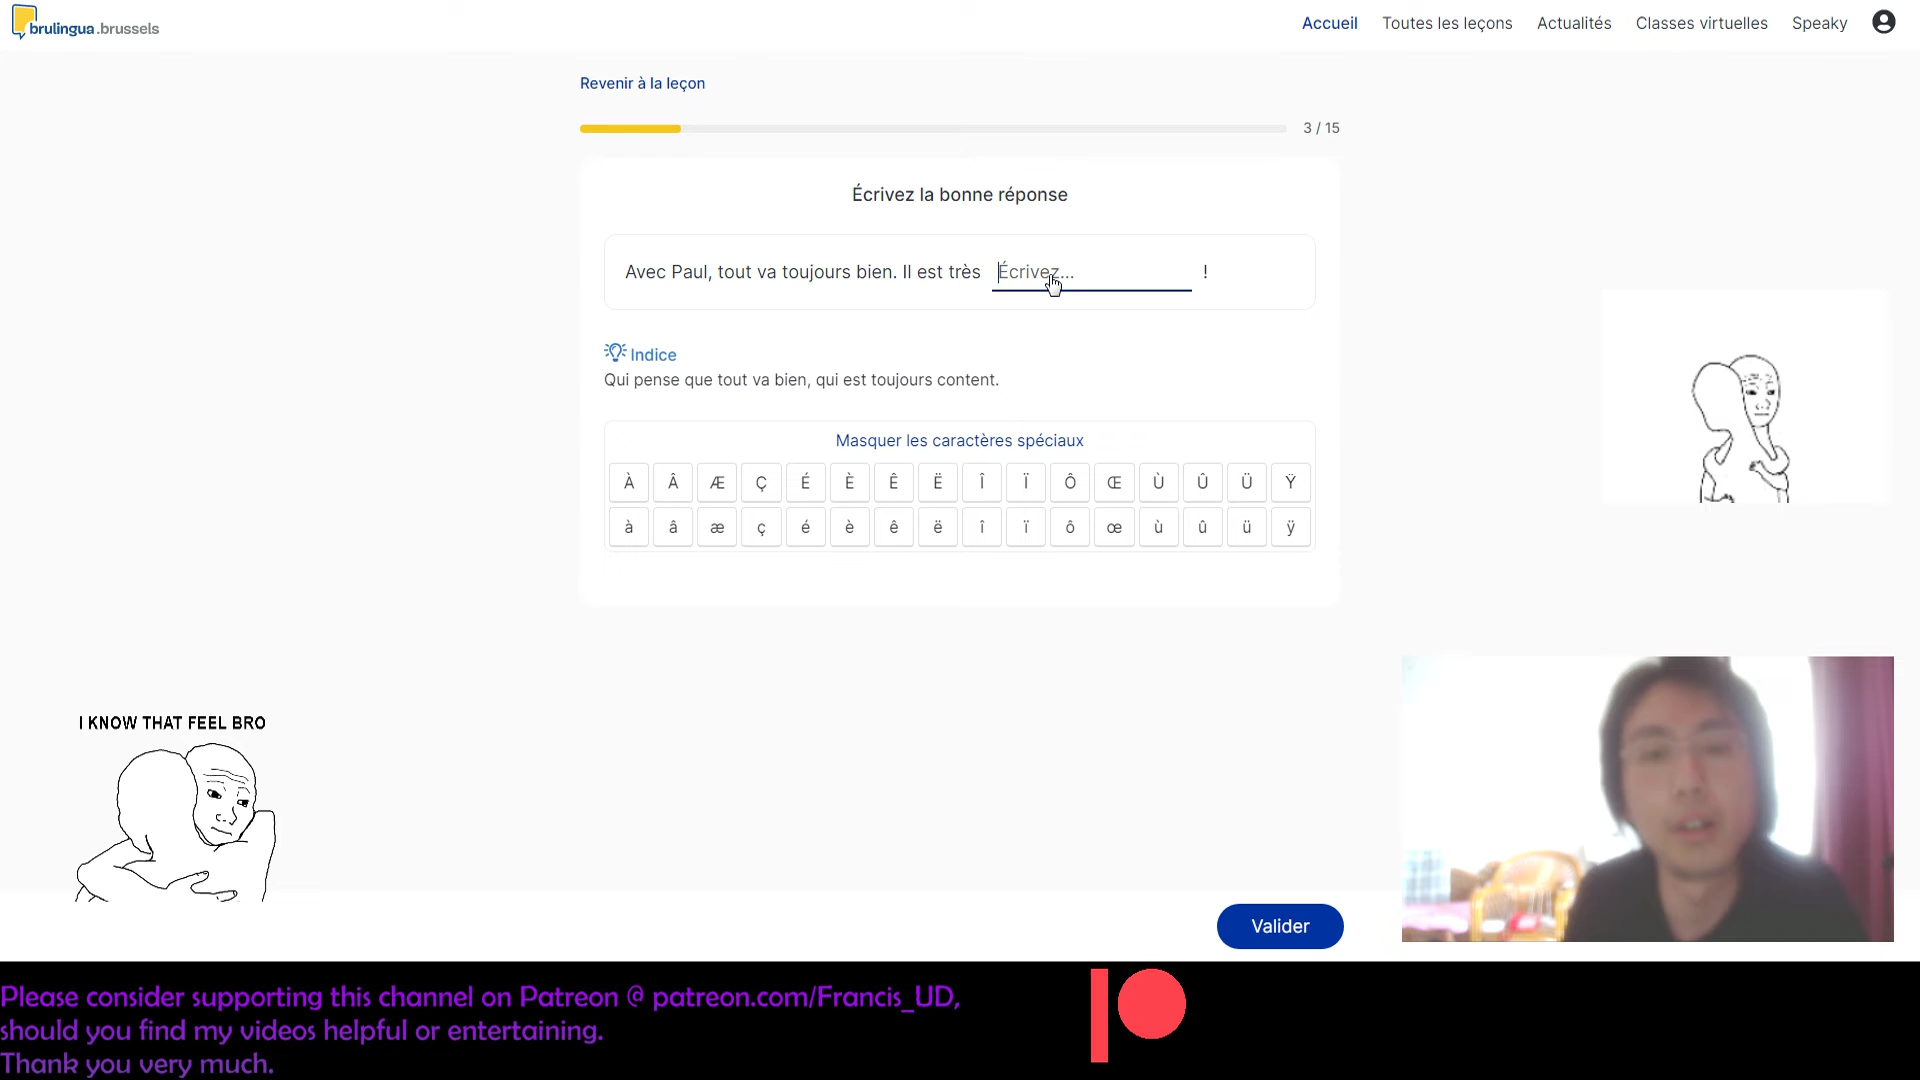 brulingua.brussels
Accueil
Toutes les leçons
Actualités
Classes virtuelles
Speaky
Revenir à la leçon
3 / 15
Écrivez la bonne réponse
Avec Paul, tout va toujours bien. Il est très Écrivez... !
Indice
Qui pense que tout va bien, qui est toujours content.
Masquer les caractères spéciaux
À Â Æ Ç É È Ê Ë Î Ï Ô Œ Ù Û Ü Ÿ
à â æ ç é è ê ë î ï ô œ ù û ü ÿ
I KNOW THAT FEEL BRO
Valider
Please consider supporting this channel on Patreon @ patreon.com/Francis_UD,
should you find my videos helpful or entertaining.
Thank you very much.